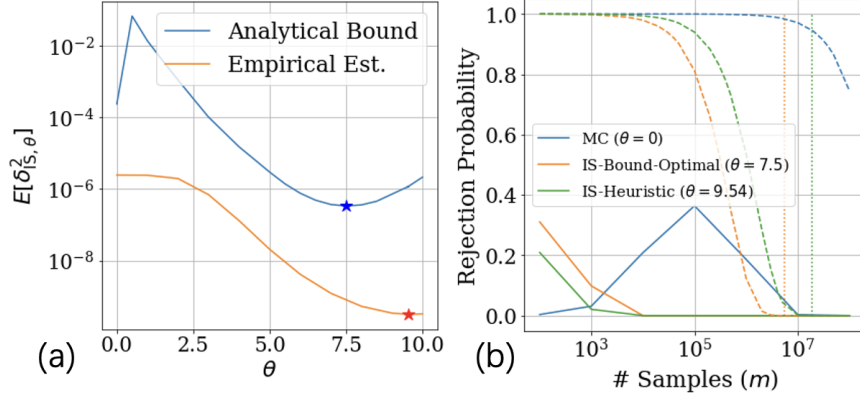 Analytical Bound
Empirical Est.
10⁻²
10⁻⁴
10⁻⁶
10⁻⁸
E[δ²_IS, θ]
0.0 2.5 5.0 7.5 10.0
θ
(a)
1.0
0.8
0.6
0.4
0.2
0.0
Rejection Probability
MC (θ=0)
IS-Bound-Optimal (θ=7.5)
IS-Heuristic (θ=9.54)
10³ 10⁵ 10⁷
# Samples (m)
(b)